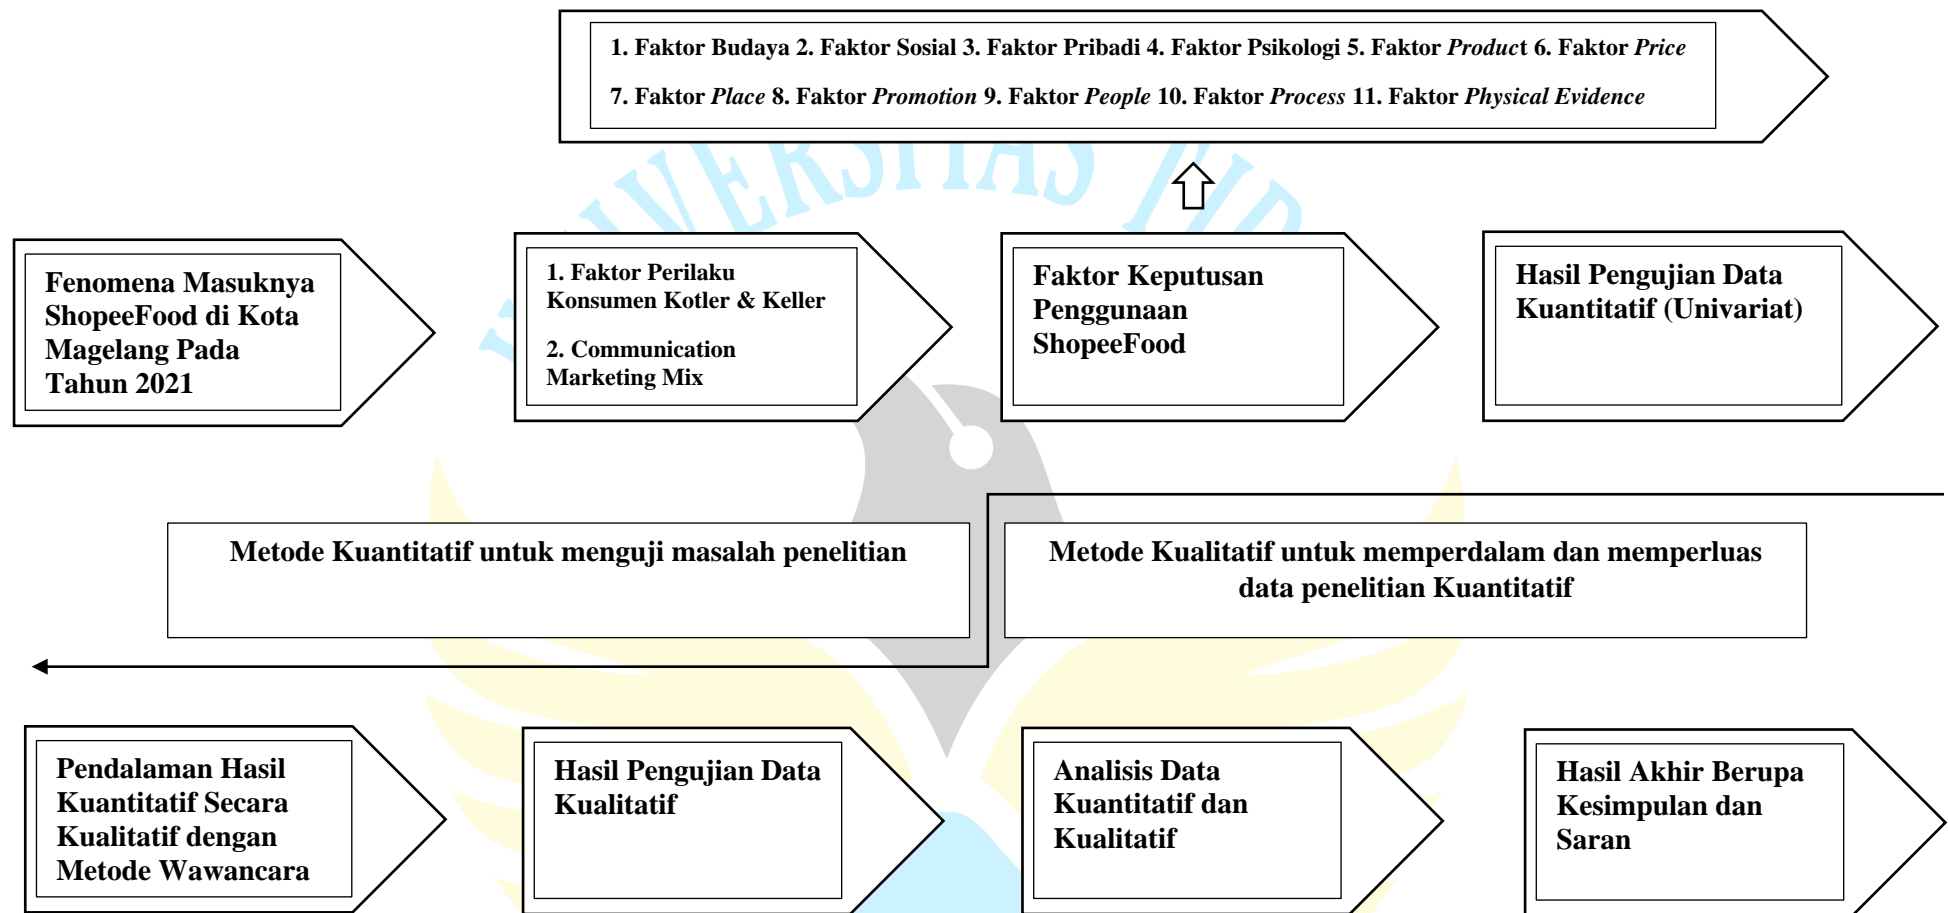 1. Faktor Budaya 2. Faktor Sosial 3. Faktor Pribadi 4. Faktor Psikologi 5. Faktor Product 6. Faktor Price
7. Faktor Place 8. Faktor Promotion 9. Faktor People 10. Faktor Process 11. Faktor Physical Evidence
UNIVERSITAS TID
Fenomena Masuknya
ShopeeFood di Kota
Magelang Pada
Tahun 2021
1. Faktor Perilaku
Konsumen Kotler & Keller
2. Communication
Marketing Mix
Faktor Keputusan
Penggunaan
ShopeeFood
Hasil Pengujian Data
Kuantitatif (Univariat)
Metode Kuantitatif untuk menguji masalah penelitian
Metode Kualitatif untuk memperdalam dan memperluas
data penelitian Kuantitatif
Pendalaman Hasil
Kuantitatif Secara
Kualitatif dengan
Metode Wawancara
Hasil Pengujian Data
Kualitatif
Analisis Data
Kuantitatif dan
Kualitatif
Hasil Akhir Berupa
Kesimpulan dan
Saran